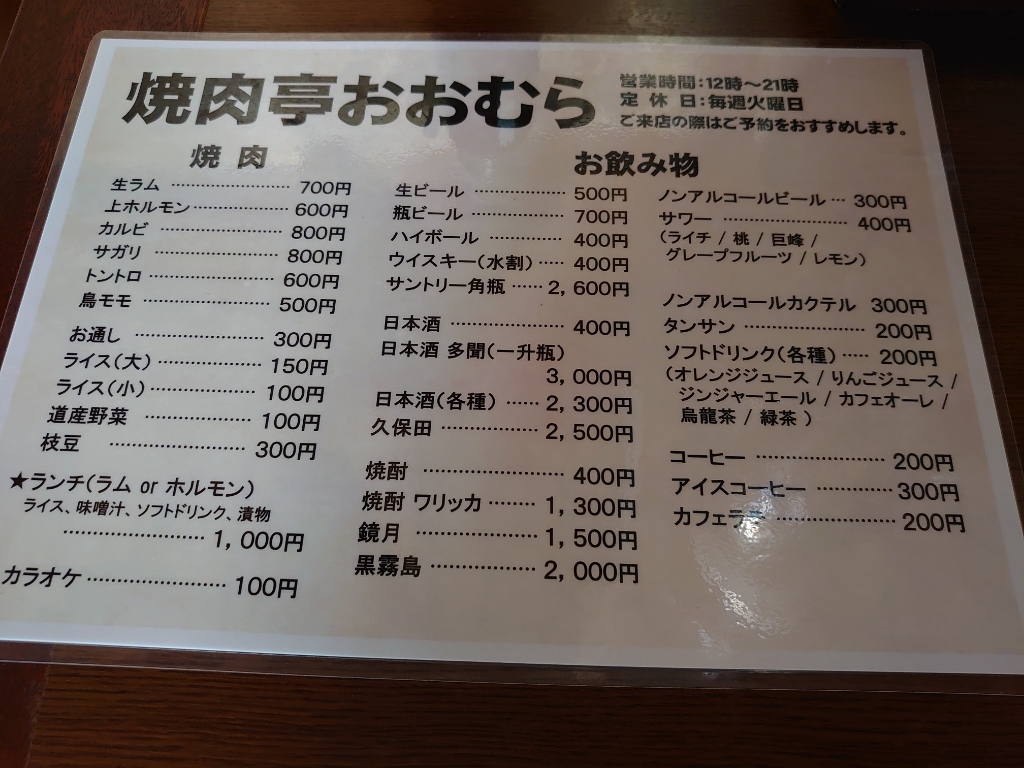 焼肉亭おおむら
営業時間：12時～21時
定休日：毎週火曜日
ご来店の際はご予約をおすすめします。
焼肉
生ラム ………………… 700円
上ホルモン……………… 600円
カルビ ………………… 800円
サガリ ………………… 800円
トントロ ………………… 600円
鳥モモ ………………… 500円
お通し ………………… 300円
ライス（大）……………… 150円
ライス（小）……………… 100円
道産野菜 ……………… 100円
枝豆 ………………… 300円
★ランチ（ラム or ホルモン）
ライス、味噌汁、ソフトドリンク、漬物
………………… 1,000円
カラオケ………………… 100円
お飲み物
生ビール ……………… 500円
瓶ビール ……………… 700円
ハイボール …………… 400円
ウイスキー（水割）…… 400円
サントリー角瓶 …… 2,600円
日本酒 ………………… 400円
日本酒 多聞（一升瓶）
3,000円
日本酒（各種）…… 2,300円
久保田 ……………… 2,500円
焼酎 ………………… 400円
焼酎 ワリッカ ……… 1,300円
鏡月 ………………… 1,500円
黒霧島 ……………… 2,000円
ノンアルコールビール … 300円
サワー ………………… 400円
（ライチ / 桃 / 巨峰 /
グレープフルーツ / レモン）
ノンアルコールカクテル 300円
タンサン ……………… 200円
ソフトドリンク（各種）…… 200円
（オレンジジュース / りんごジュース /
ジンジャーエール / カフェオーレ /
烏龍茶 / 緑茶 ）
コーヒー ………………… 200円
アイスコーヒー ………… 300円
カフェラテ ……………… 200円